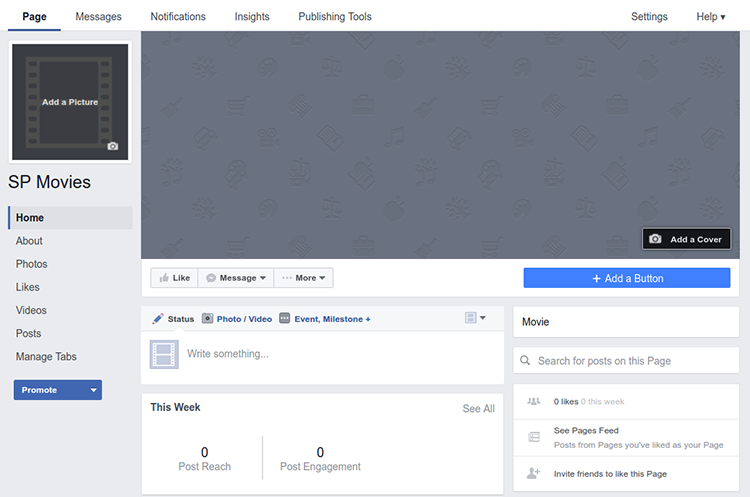 Page Messages Notifications Insights Publishing Tools Settings Help ▾
Add a Picture
SP Movies
Home
About
Photos
Likes
Videos
Posts
Manage Tabs
Promote
Add a Cover
Like Message ▾ ··· More ▾
+ Add a Button
Status Photo / Video Event, Milestone +
Write something...
This Week See All
0 0
Post Reach Post Engagement
Movie
Search for posts on this Page
0 likes 0 this week
See Pages Feed
Posts from Pages you've liked as your Page
Invite friends to like this Page